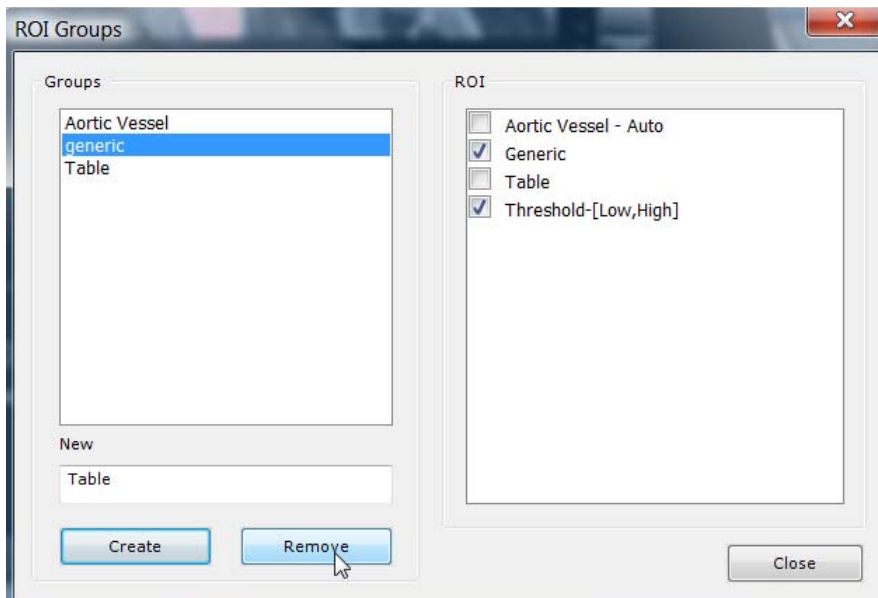 ROI Groups
Groups
Aortic Vessel
generic
Table
New
Table
Create
Remove
ROI
Aortic Vessel - Auto
Generic
Table
Threshold-[Low,High]
Close